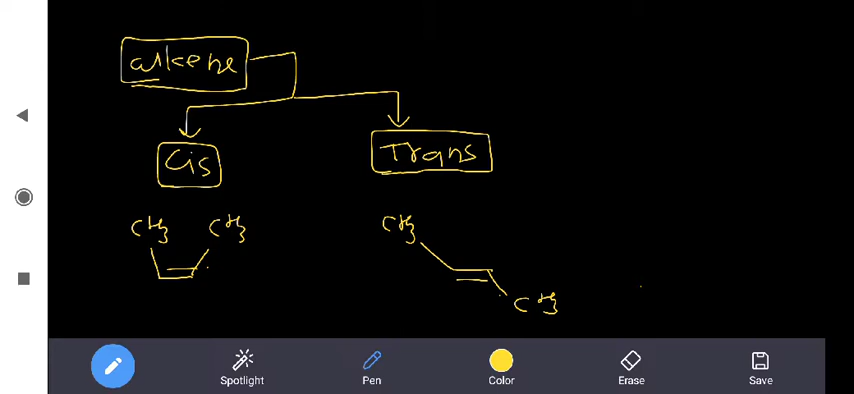 alkene
Cis
Trans
CH3 CH3
CH3
CH3
Spotlight
Pen
Color
Erase
Save